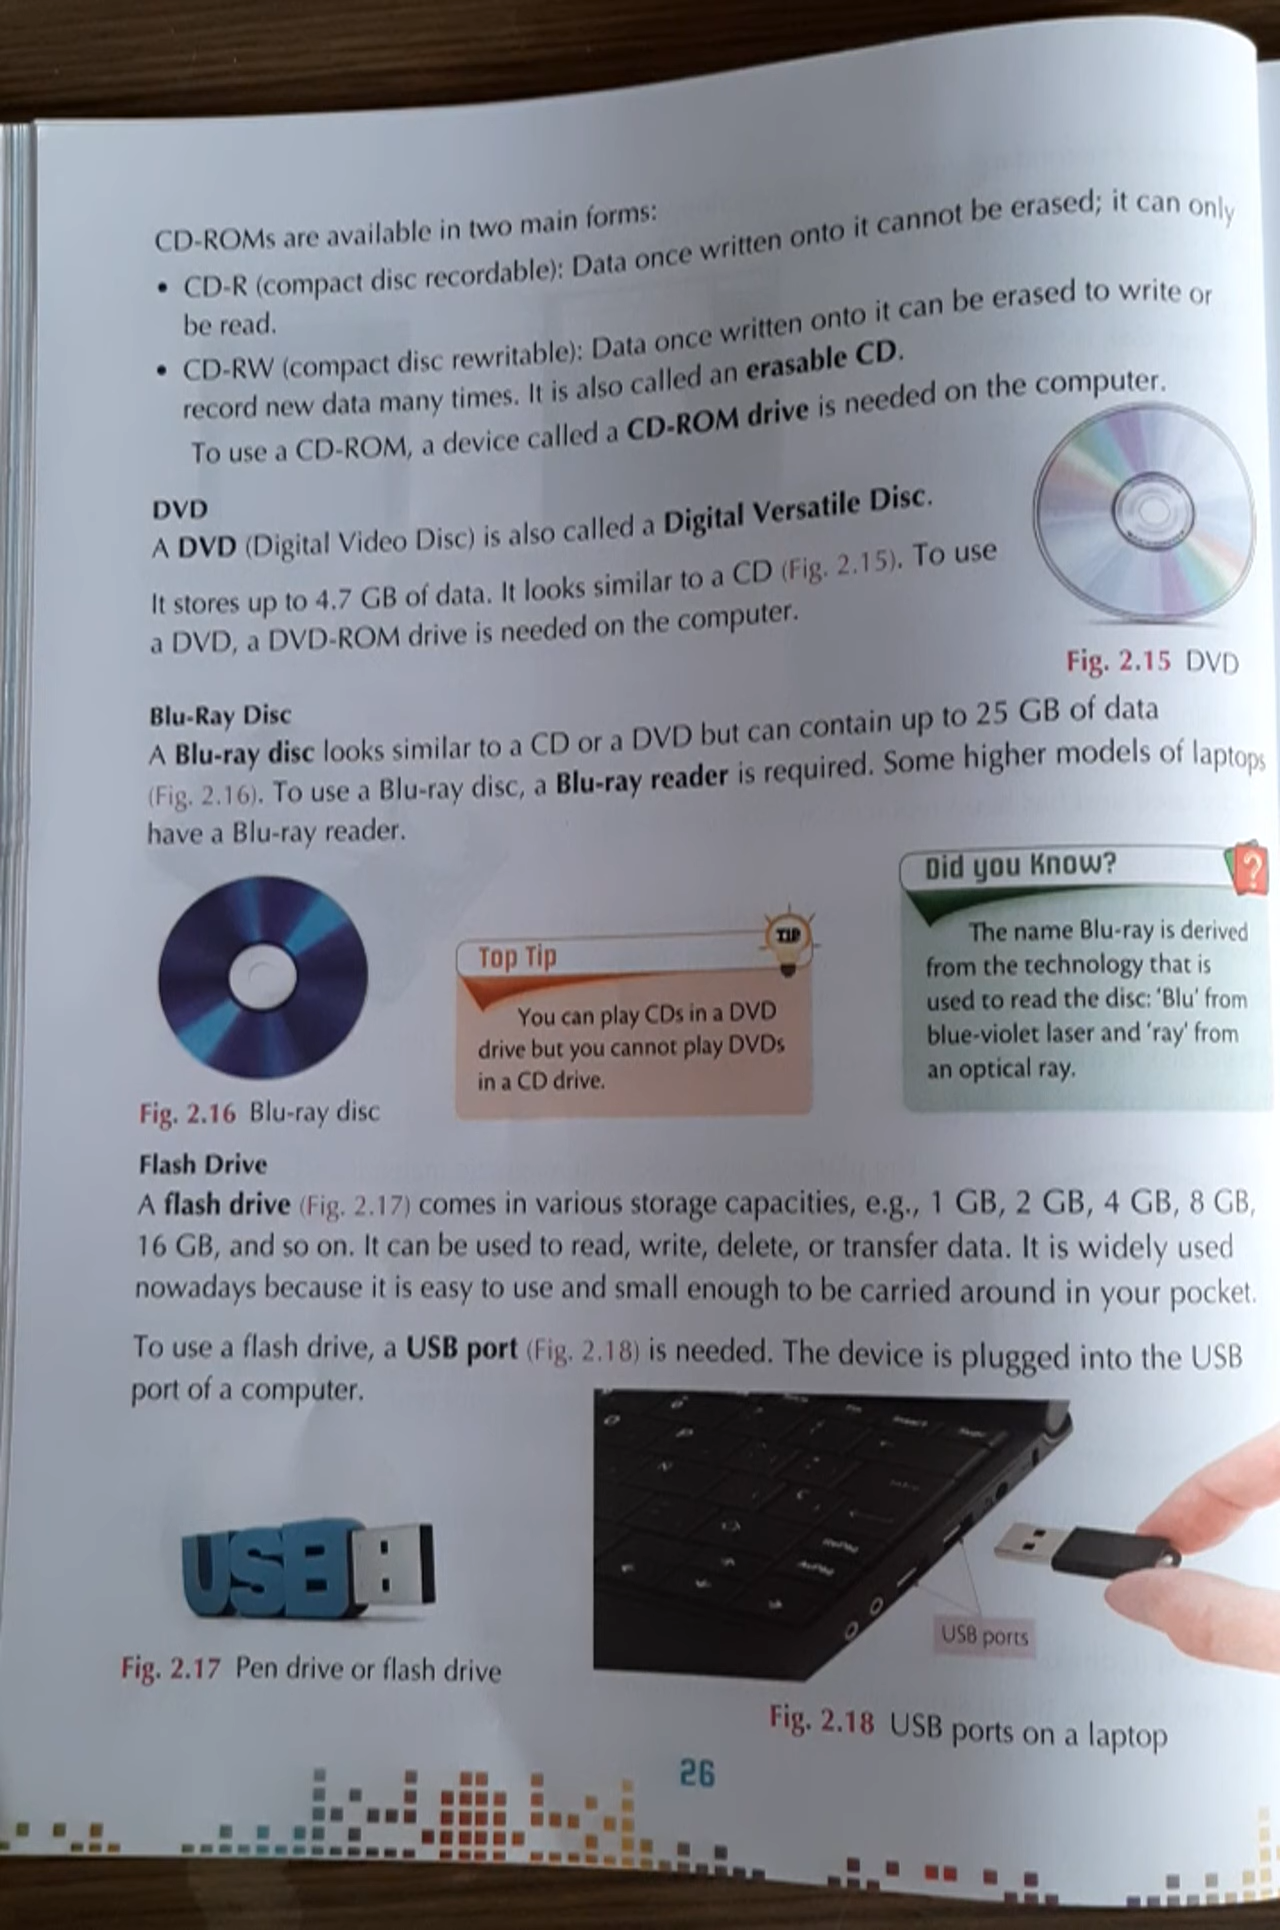 CD-ROMs are available in two main forms:
• CD-R (compact disc recordable): Data once written onto it cannot be erased; it can only
be read.
• CD-RW (compact disc rewritable): Data once written onto it can be erased to write or
record new data many times. It is also called an erasable CD.
To use a CD-ROM, a device called a CD-ROM drive is needed on the computer.
DVD
A DVD (Digital Video Disc) is also called a Digital Versatile Disc.
It stores up to 4.7 GB of data. It looks similar to a CD (Fig. 2.15). To use
a DVD, a DVD-ROM drive is needed on the computer.
Fig. 2.15 DVD
Blu-Ray Disc
A Blu-ray disc looks similar to a CD or a DVD but can contain up to 25 GB of data
(Fig. 2.16). To use a Blu-ray disc, a Blu-ray reader is required. Some higher models of laptops
have a Blu-ray reader.
Fig. 2.16 Blu-ray disc
Top Tip
TIP
You can play CDs in a DVD
drive but you cannot play DVDs
in a CD drive.
Did you Know?
?
The name Blu-ray is derived
from the technology that is
used to read the disc: ‘Blu’ from
blue-violet laser and ‘ray’ from
an optical ray.
Flash Drive
A flash drive (Fig. 2.17) comes in various storage capacities, e.g., 1 GB, 2 GB, 4 GB, 8 GB,
16 GB, and so on. It can be used to read, write, delete, or transfer data. It is widely used
nowadays because it is easy to use and small enough to be carried around in your pocket.
To use a flash drive, a USB port (Fig. 2.18) is needed. The device is plugged into the USB
port of a computer.
USB
Fig. 2.17 Pen drive or flash drive
USB ports
Fig. 2.18 USB ports on a laptop
26